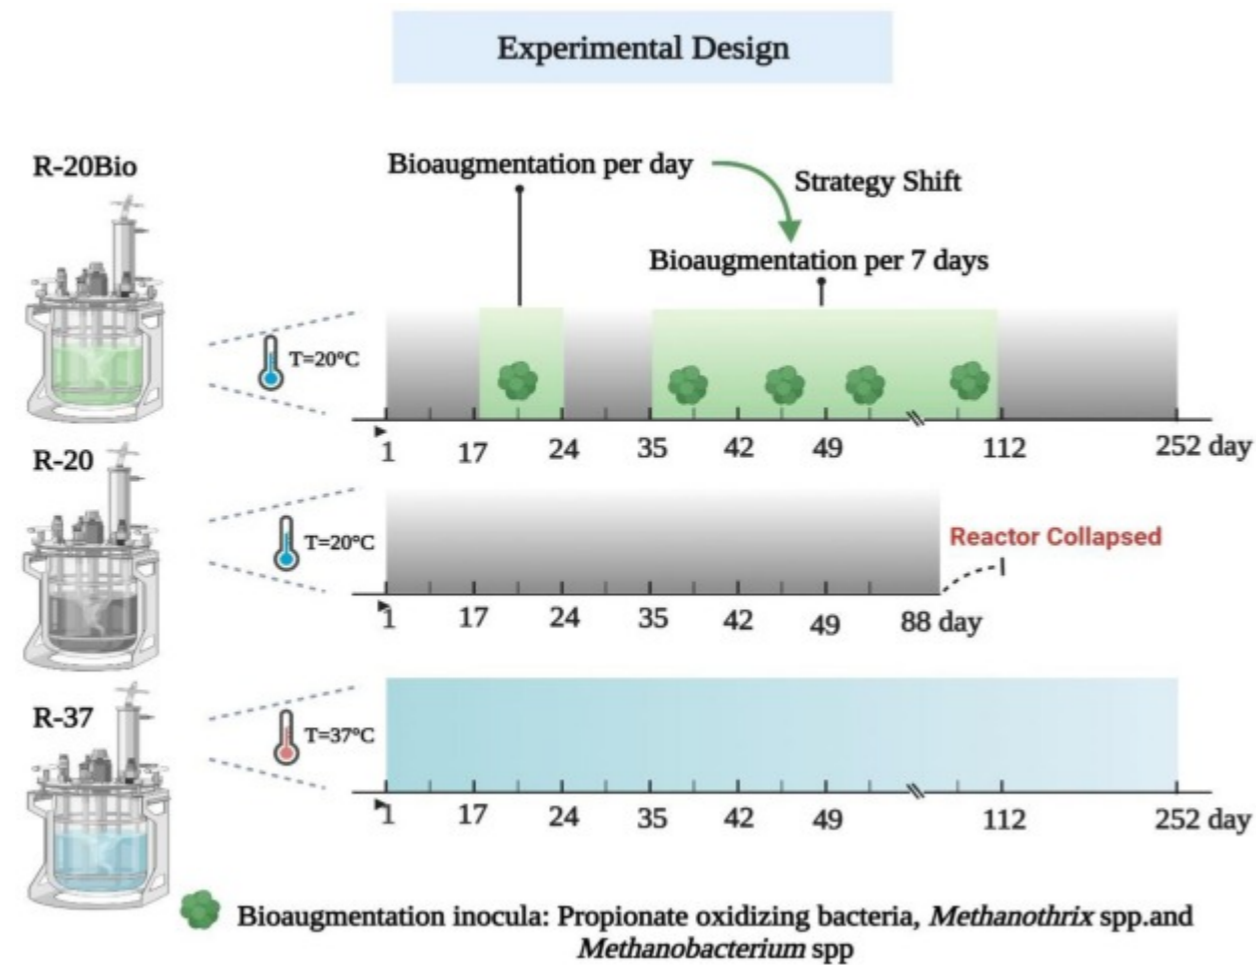 Experimental Design
R-20Bio
Bioaugmentation per day
Strategy Shift
Bioaugmentation per 7 days
T=20°C
1 17 24 35 42 49 112 252 day
R-20
T=20°C
Reactor Collapsed
1 17 24 35 42 49 88 day
R-37
T=37°C
1 17 24 35 42 49 112 252 day
Bioaugmentation inocula: Propionate oxidizing bacteria, Methanothrix spp.and
Methanobacterium spp